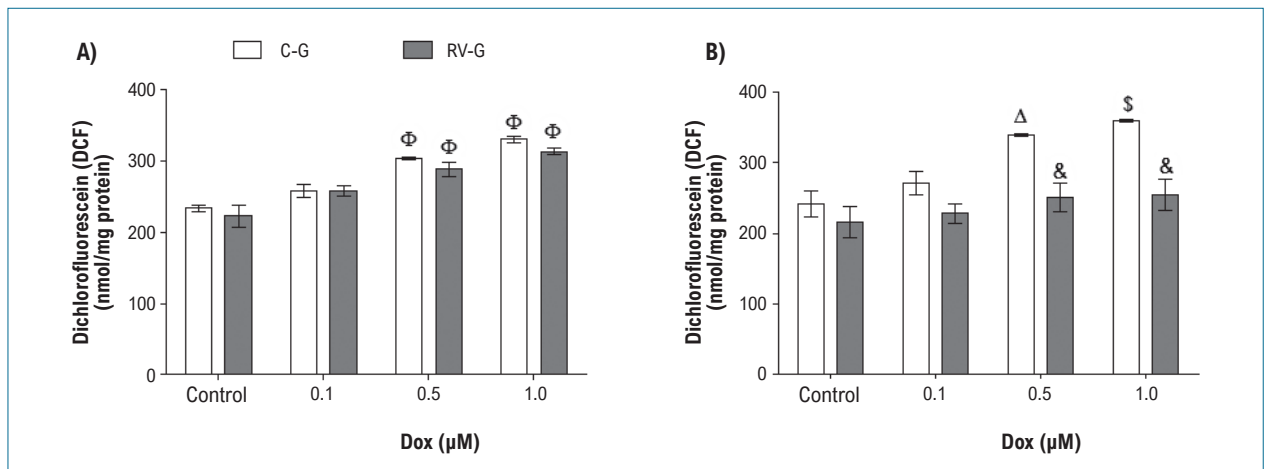 A)
C-G
RV-G
Dichlorofluorescein (DCF)
(nmol/mg protein)
400
300
200
100
0
Φ
Φ
Φ
Φ
Control
0.1
0.5
1.0
Dox (µM)
B)
Dichlorofluorescein (DCF)
(nmol/mg protein)
400
300
200
100
0
Δ
&
$
&
Control
0.1
0.5
1.0
Dox (µM)